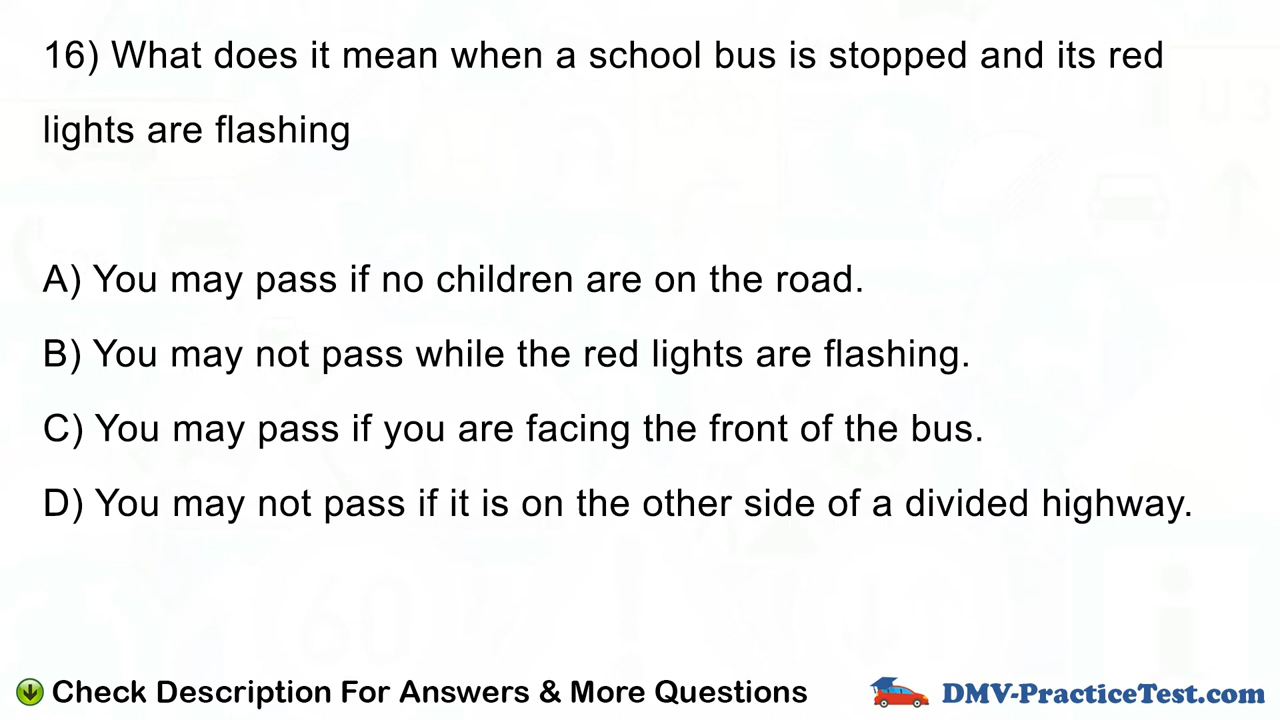 16) What does it mean when a school bus is stopped and its red
lights are flashing
A) You may pass if no children are on the road.
B) You may not pass while the red lights are flashing.
C) You may pass if you are facing the front of the bus.
D) You may not pass if it is on the other side of a divided highway.
Check Description For Answers & More Questions
DMV-PracticeTest.com